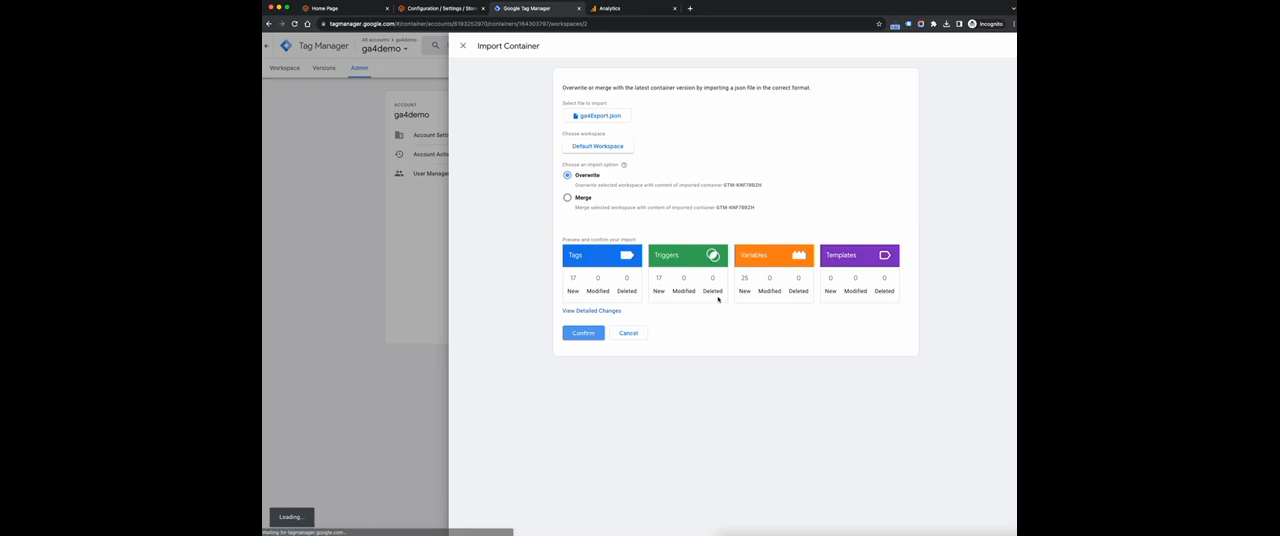 Home Page
Configuration / Settings / Stor
Google Tag Manager
Analytics
tagmanager.google.com/#/container/accounts/6193252970/containers/164303797/workspaces/2
Incognito
Tag Manager
All accounts > ga4demo
ga4demo
Workspace
Versions
Admin
ACCOUNT
ga4demo
Account Setti
Account Activ
User Manage
Import Container
Overwrite or merge with the latest container version by importing a json file in the correct format.
Select file to import
ga4Export.json
Choose workspace
Default Workspace
Choose an import option
Overwrite
Overwrite selected workspace with content of imported container GTM-KNF7BBZH
Merge
Merge selected workspace with content of imported container GTM-KNF7BBZH
Preview and confirm your import
Tags
Triggers
Variables
Templates
17 0 0
17 0 0
25 0 0
0 0 0
New Modified Deleted
New Modified Deleted
New Modified Deleted
New Modified Deleted
View Detailed Changes
Confirm
Cancel
Loading...
Waiting for tagmanager.google.com...